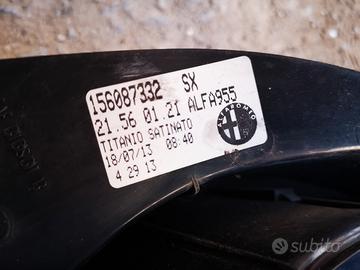 156087332 SX
21.56 01.21 ALFA955
TITANIO SATINATO
18/07/13 08:40
4 29 13
ALFA ROMEO
subito